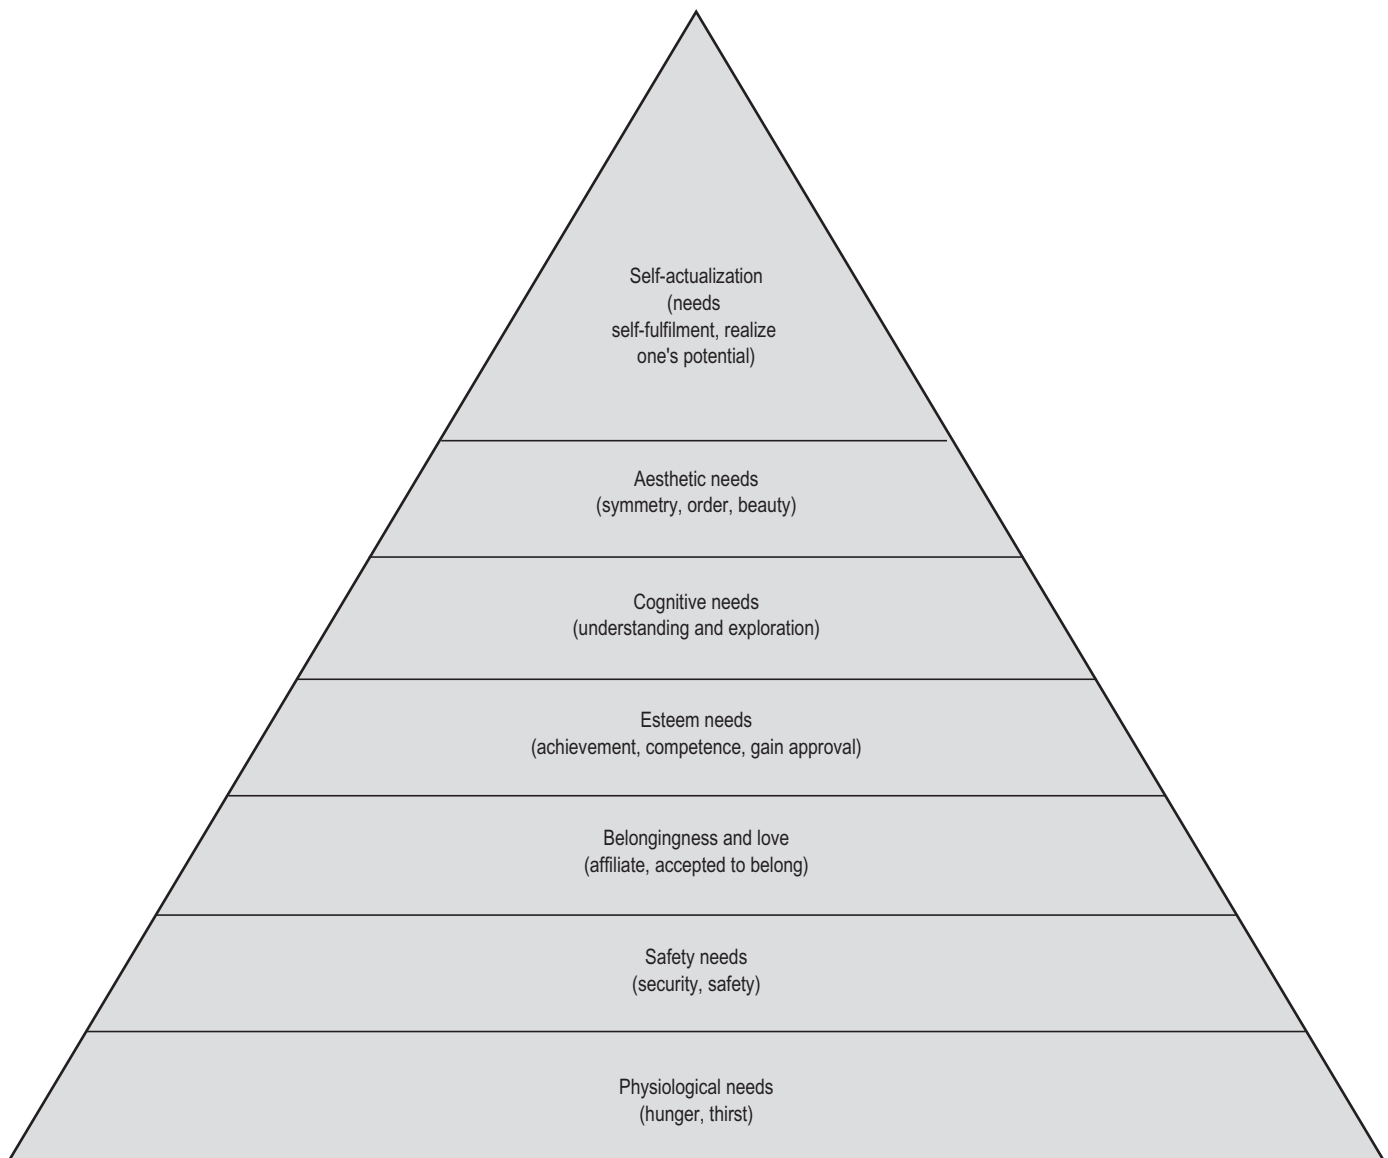 Self-actualization
(needs
self-fulfilment, realize
one's potential)
Aesthetic needs
(symmetry, order, beauty)
Cognitive needs
(understanding and exploration)
Esteem needs
(achievement, competence, gain approval)
Belongingness and love
(affiliate, accepted to belong)
Safety needs
(security, safety)
Physiological needs
(hunger, thirst)